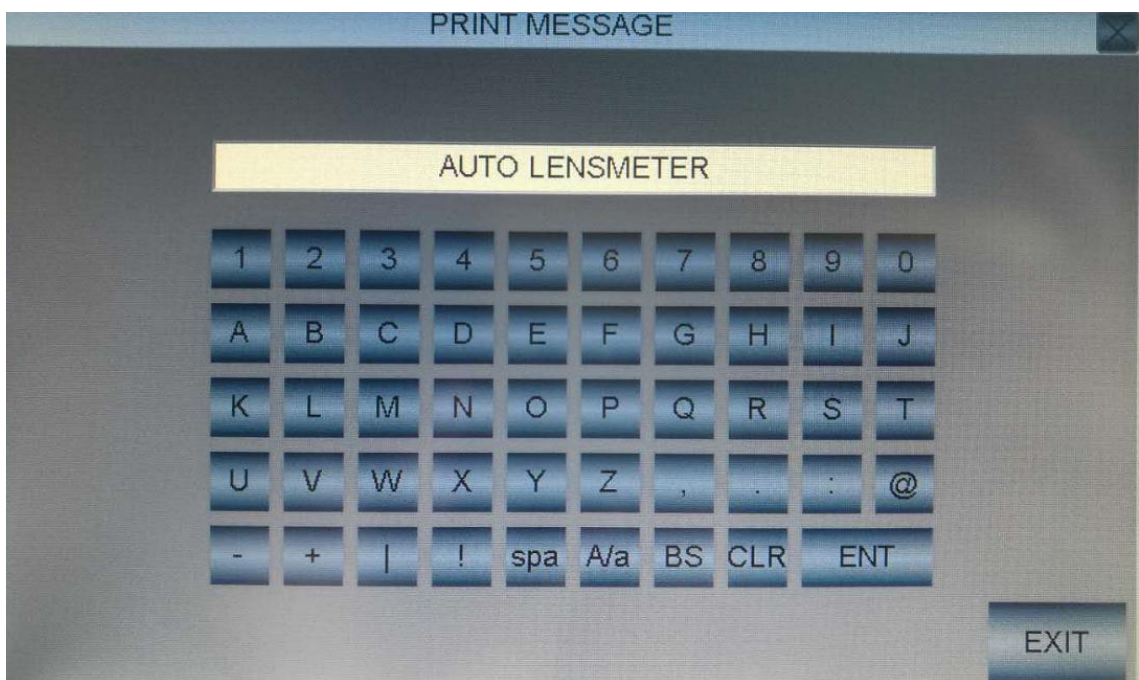 PRINT MESSAGE
AUTO LENSMETER
1 2 3 4 5 6 7 8 9 0
A B C D E F G H I J
K L M N O P Q R S T
U V W X Y Z , . : @
- + | ! spa A/a BS CLR ENT
EXIT